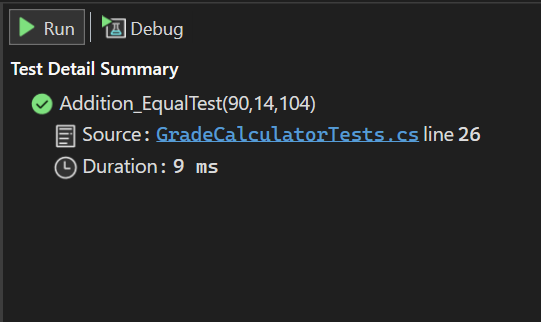 Run Debug
Test Detail Summary
Addition_EqualTest(90,14,104)
Source: GradeCalculatorTests.cs line 26
Duration: 9 ms